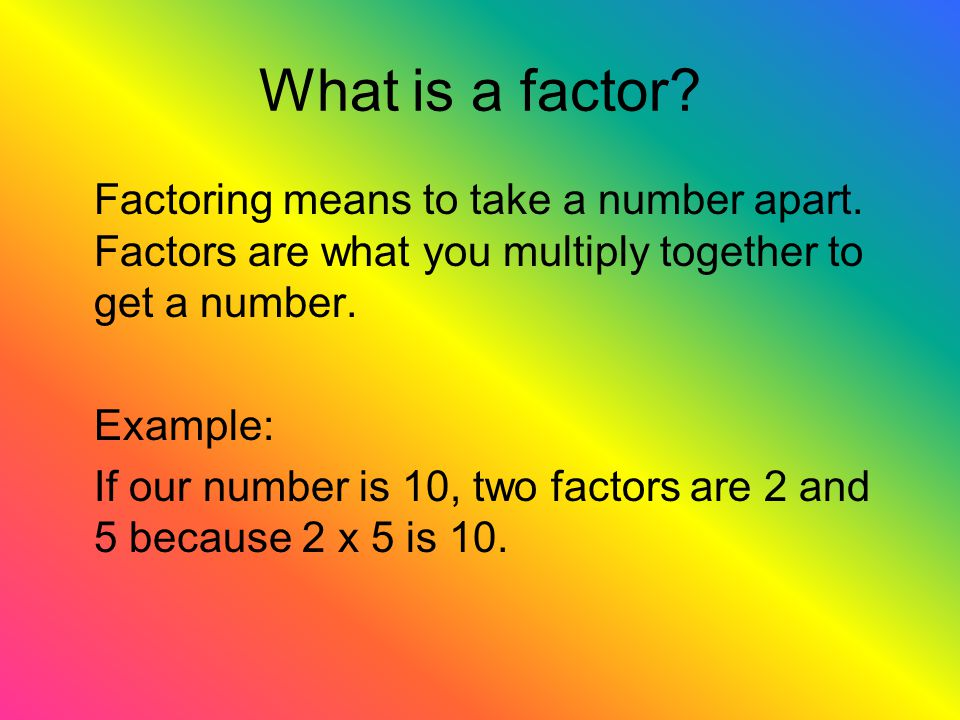 What is a factor?
Factoring means to take a number apart.
Factors are what you multiply together to
get a number.
Example:
If our number is 10, two factors are 2 and
5 because 2 x 5 is 10.